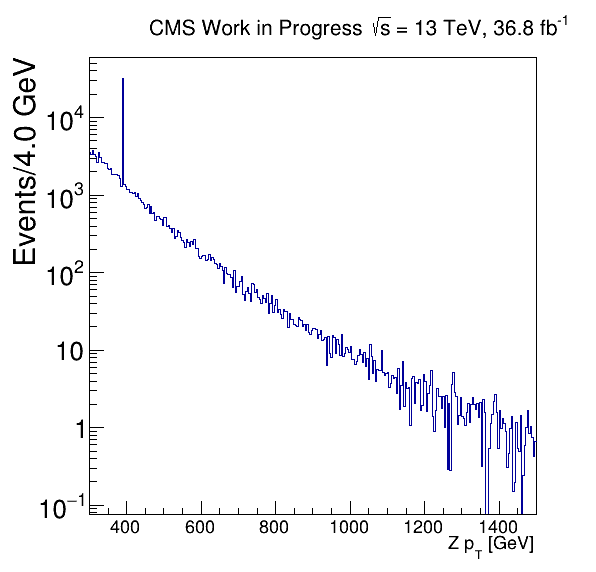 CMS Work in Progress √s = 13 TeV, 36.8 fb⁻¹
Events/4.0 GeV
10⁴
10³
10²
10
1
10⁻¹
400 600 800 1000 1200 1400
Z p_T [GeV]